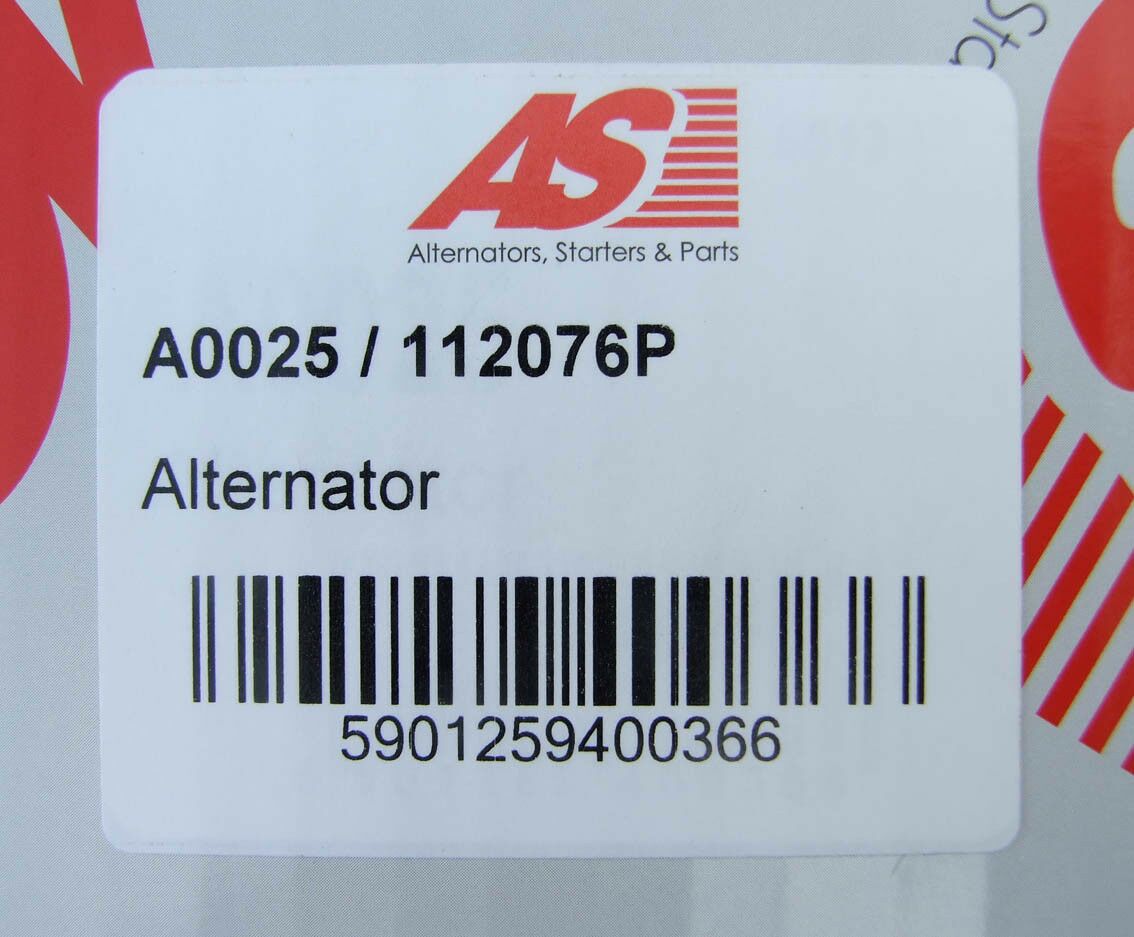 AS
Alternators, Starters & Parts
A0025 / 112076P
Alternator
5901259400366